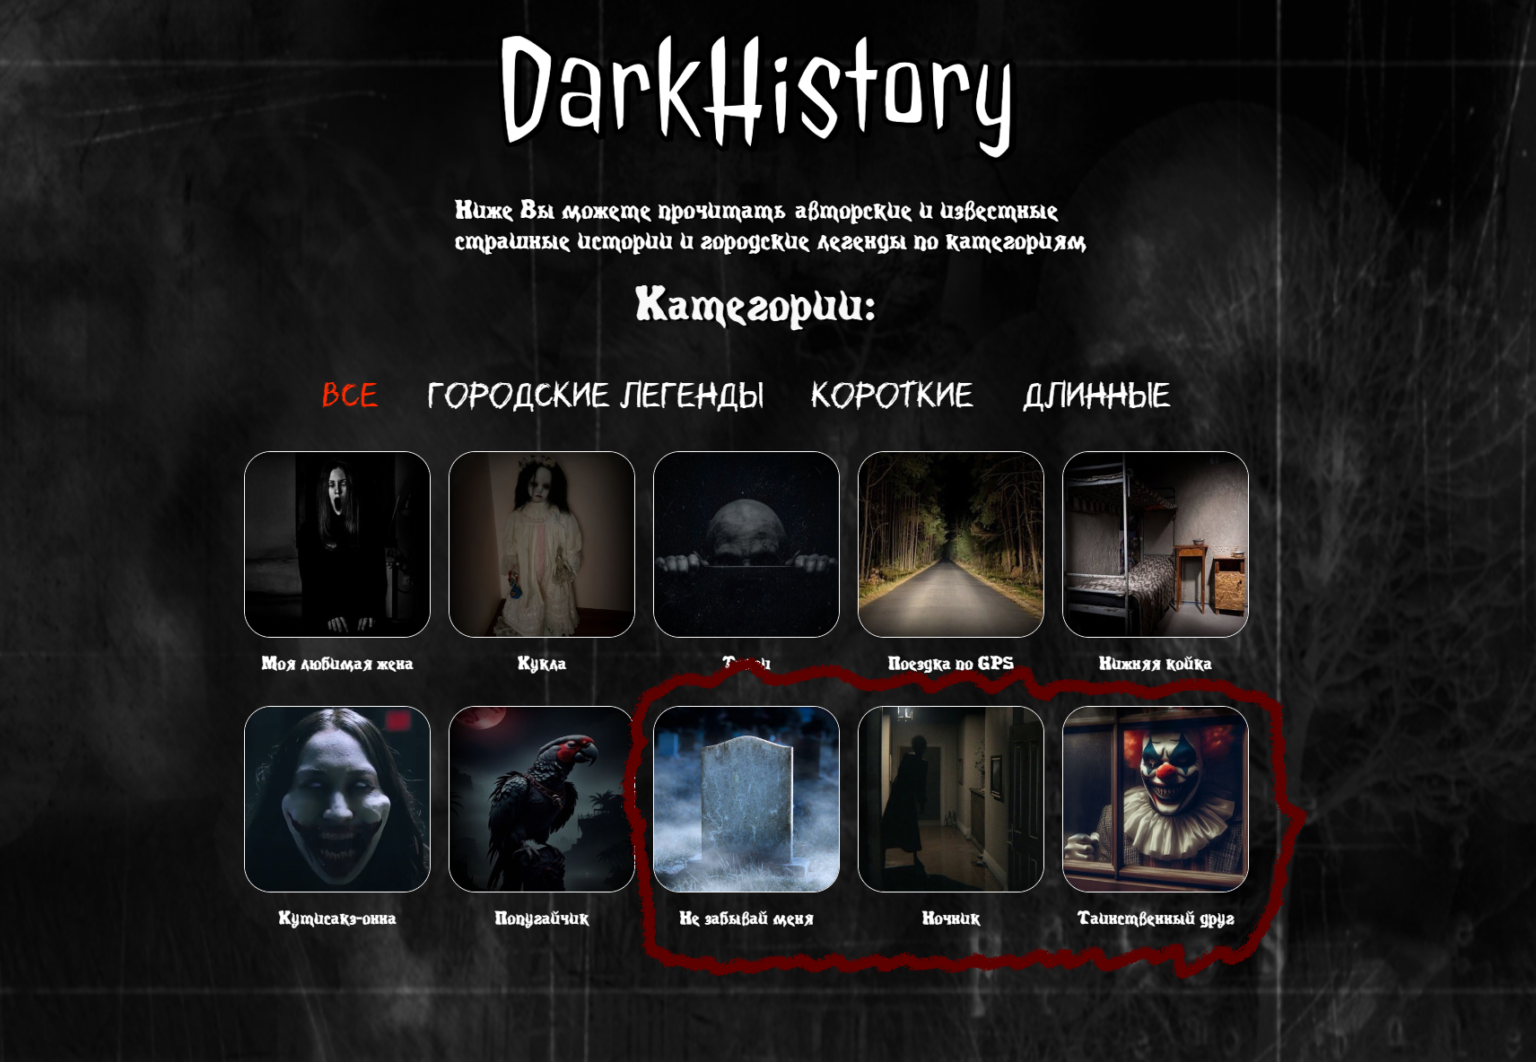 DarkHistory
Ниже Вы можете прочитать авторские и известные
страшные истории и городские легенды по категориям
Категории:
ВСЕ ГОРОДСКИЕ ЛЕГЕНДЫ КОРОТКИЕ ДЛИННЫЕ
Моя любимая жена Кукла Поездка по GPS Нижняя койка
Кутисакэ-онна Попугайчик Не забывай меня Ночник Таинственный друг